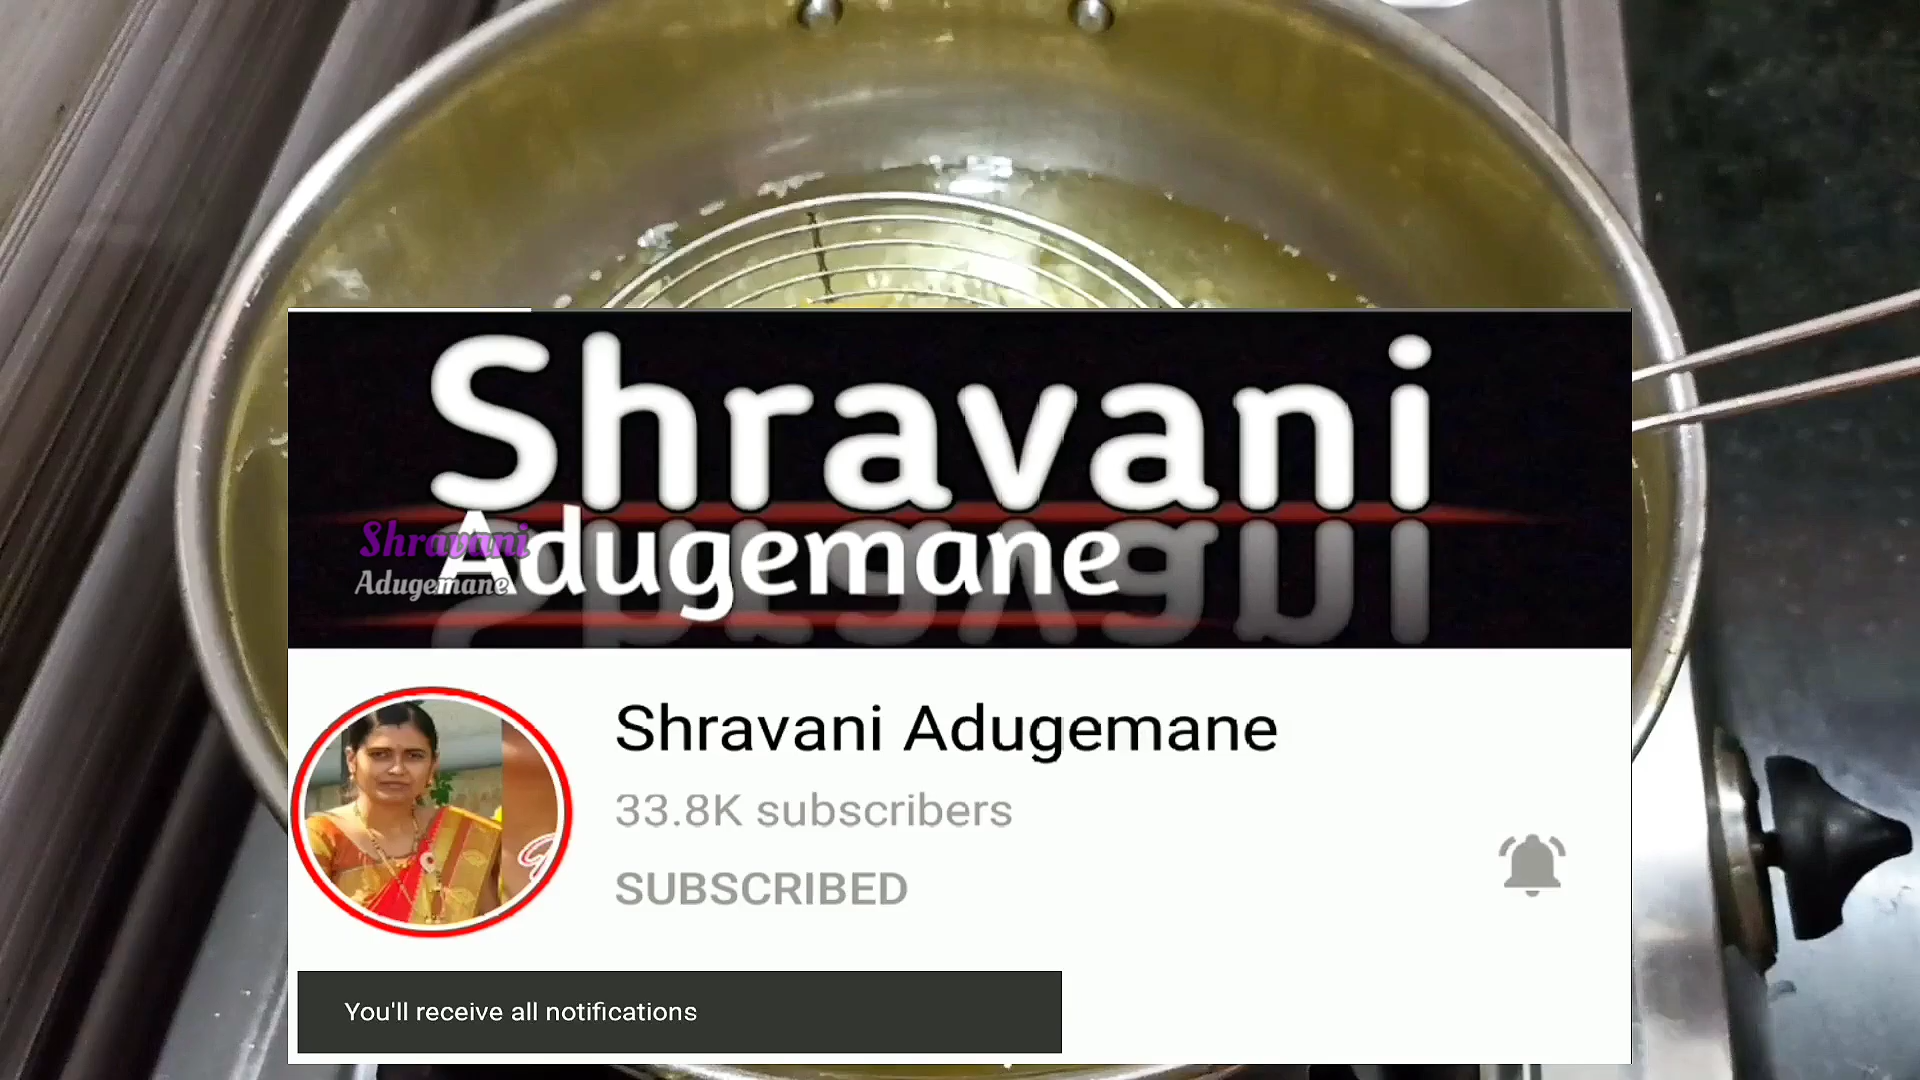 Shravani
Adugemane
Shravani
Adugemane
Shravani Adugemane
33.8K subscribers
SUBSCRIBED
You'll receive all notifications